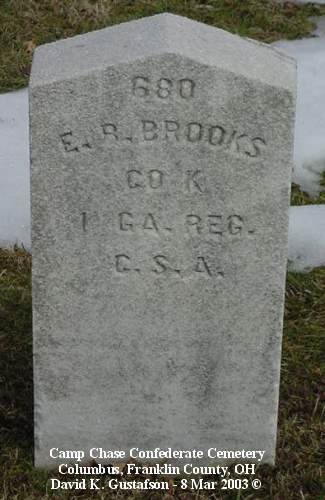 680
E. R. BROOKS
CO K
1 GA. REG.
C. S. A.
Camp Chase Confederate Cemetery
Columbus, Franklin County, OH
David K. Gustafson - 8 Mar 2003 ©